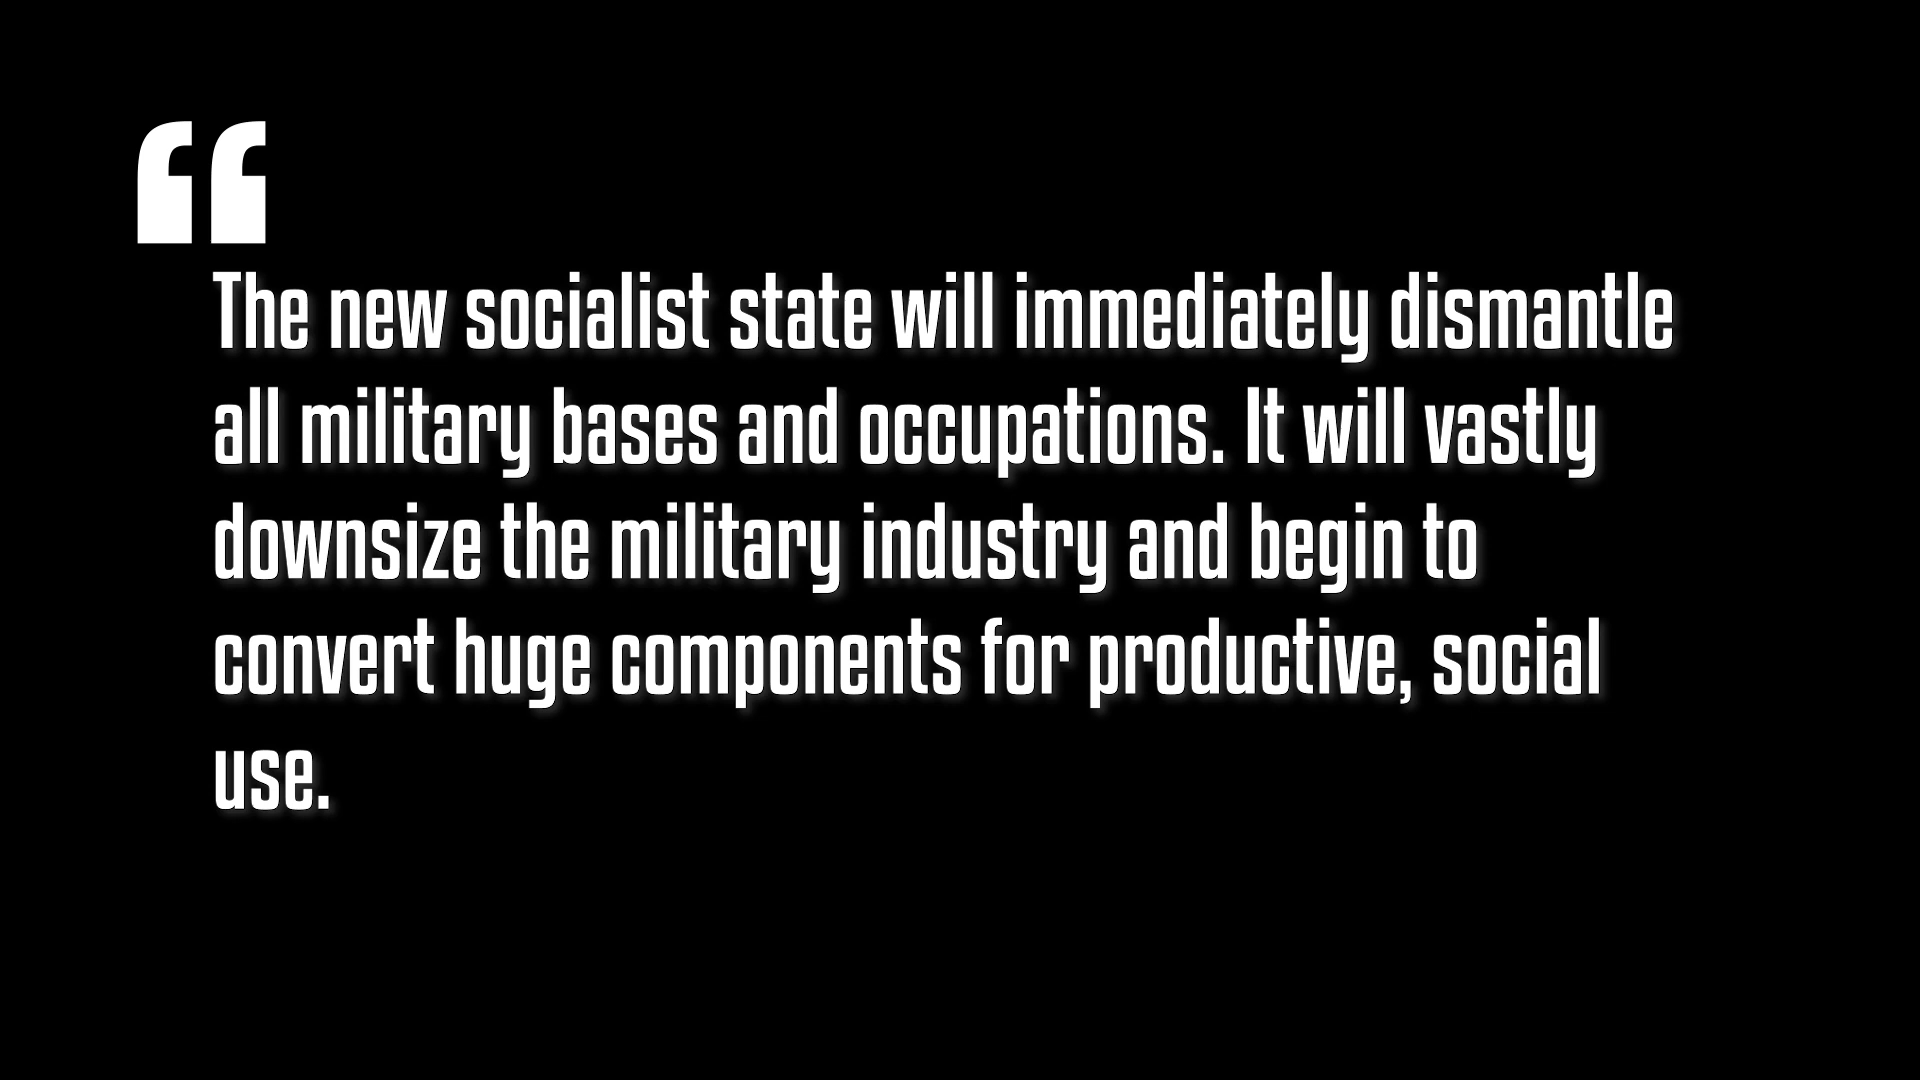 “
The new socialist state will immediately dismantle
all military bases and occupations. It will vastly
downsize the military industry and begin to
convert huge components for productive, social
use.